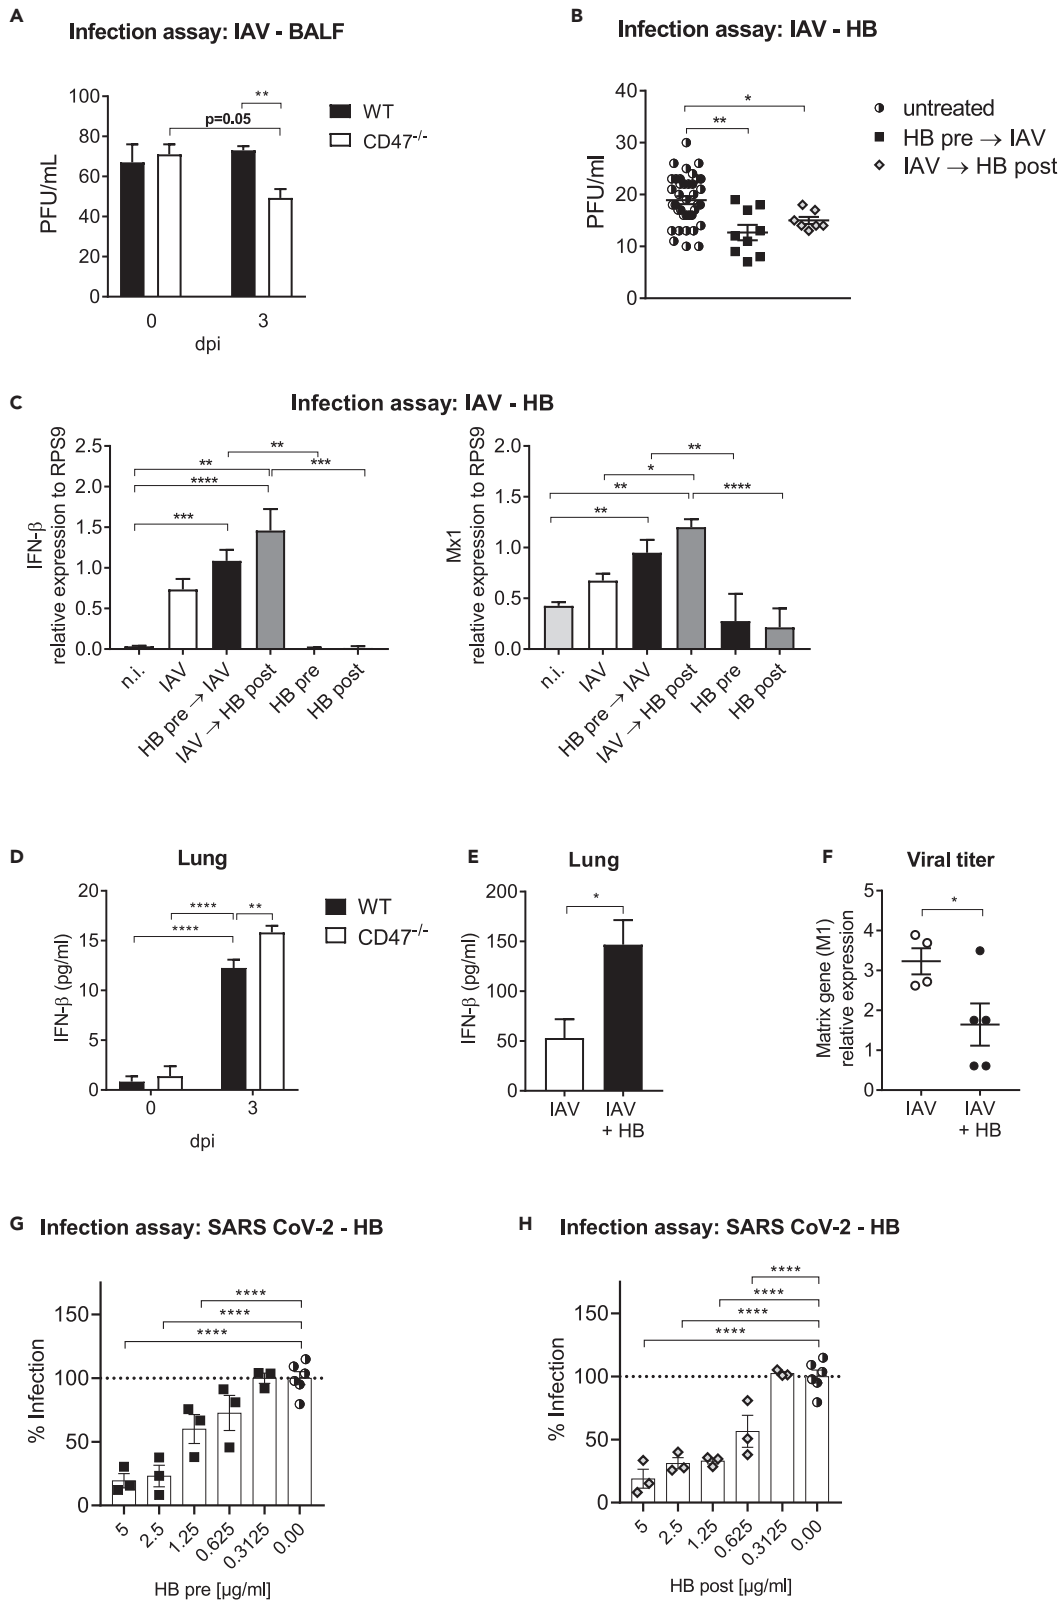 A
Infection assay: IAV - BALF
PFU/mL
100
80
60
40
20
0
**
p=0.05
WT
CD47-/-
0
3
dpi
B
Infection assay: IAV - HB
PFU/ml
40
30
20
10
0
*
**
untreated
HB pre → IAV
IAV → HB post
C
Infection assay: IAV - HB
IFN-β
relative expression to RPS9
2.5
2.0
1.5
1.0
0.5
0.0
**
**
***
****
***
n.i.
IAV
HB pre → IAV
IAV → HB post
HB pre
HB post
Mx1
relative expression to RPS9
2.0
1.5
1.0
0.5
0.0
**
*
**
****
**
n.i.
IAV
HB pre → IAV
IAV → HB post
HB pre
HB post
D
Lung
IFN-β (pg/ml)
20
15
10
5
0
****
**
****
WT
CD47-/-
0
3
dpi
E
Lung
IFN-β (pg/ml)
200
150
100
50
0
*
IAV
IAV
+ HB
F
Viral titer
Matrix gene (M1)
relative expression
5
4
3
2
1
0
*
IAV
IAV
+ HB
G
Infection assay: SARS CoV-2 - HB
% Infection
150
100
50
0
****
****
****
5
2.5
1.25
0.625
0.3125
0.00
HB pre [µg/ml]
H
Infection assay: SARS CoV-2 - HB
% Infection
150
100
50
0
****
****
****
****
5
2.5
1.25
0.625
0.3125
0.00
HB post [µg/ml]